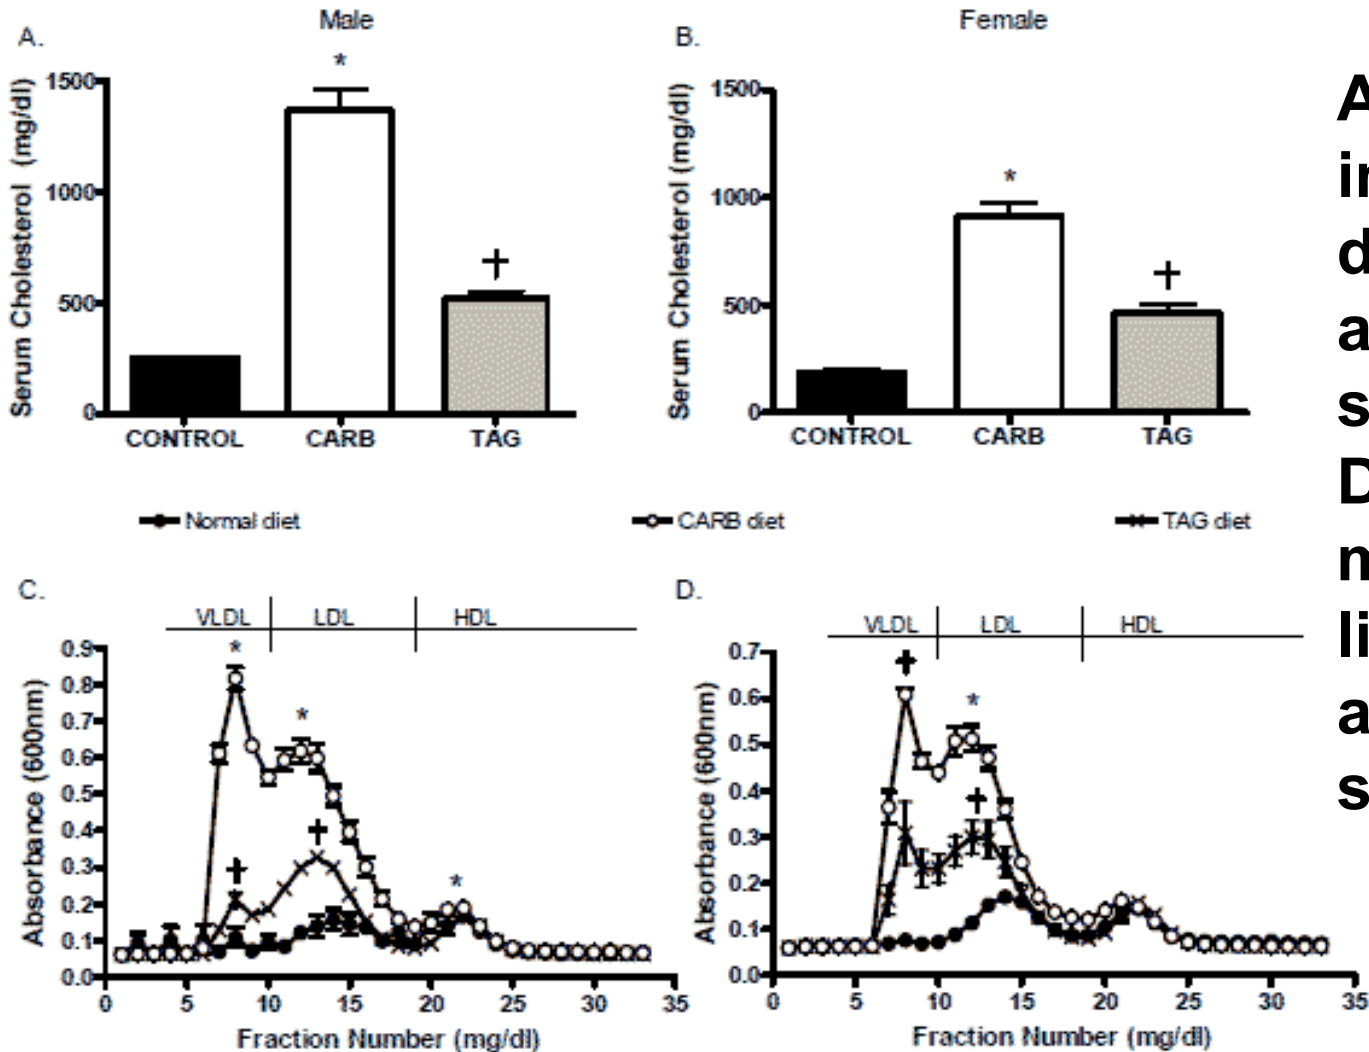 Male
A.
*
1500
1000
500
0
Serum Cholesterol (mg/dl)
+
CONTROL CARB TAG
Female
B.
*
1500
1000
500
0
Serum Cholesterol (mg/dl)
+
CONTROL CARB TAG
Normal diet CARB diet TAG diet
C.
VLDL LDL HDL
*
*
+
+
*
0.9
0.8
0.7
0.6
0.5
0.4
0.3
0.2
0.1
0.0
Absorbance (600nm)
0 5 10 15 20 25 30 35
Fraction Number (mg/dl)
D.
VLDL LDL HDL
+
*
+
0.7
0.6
0.5
0.4
0.3
0.2
0.1
0.0
Absorbance (600nm)
0 5 10 15 20 25 30 35
Fraction Number (mg/dl)
A
d
a
s
D
li
a
s